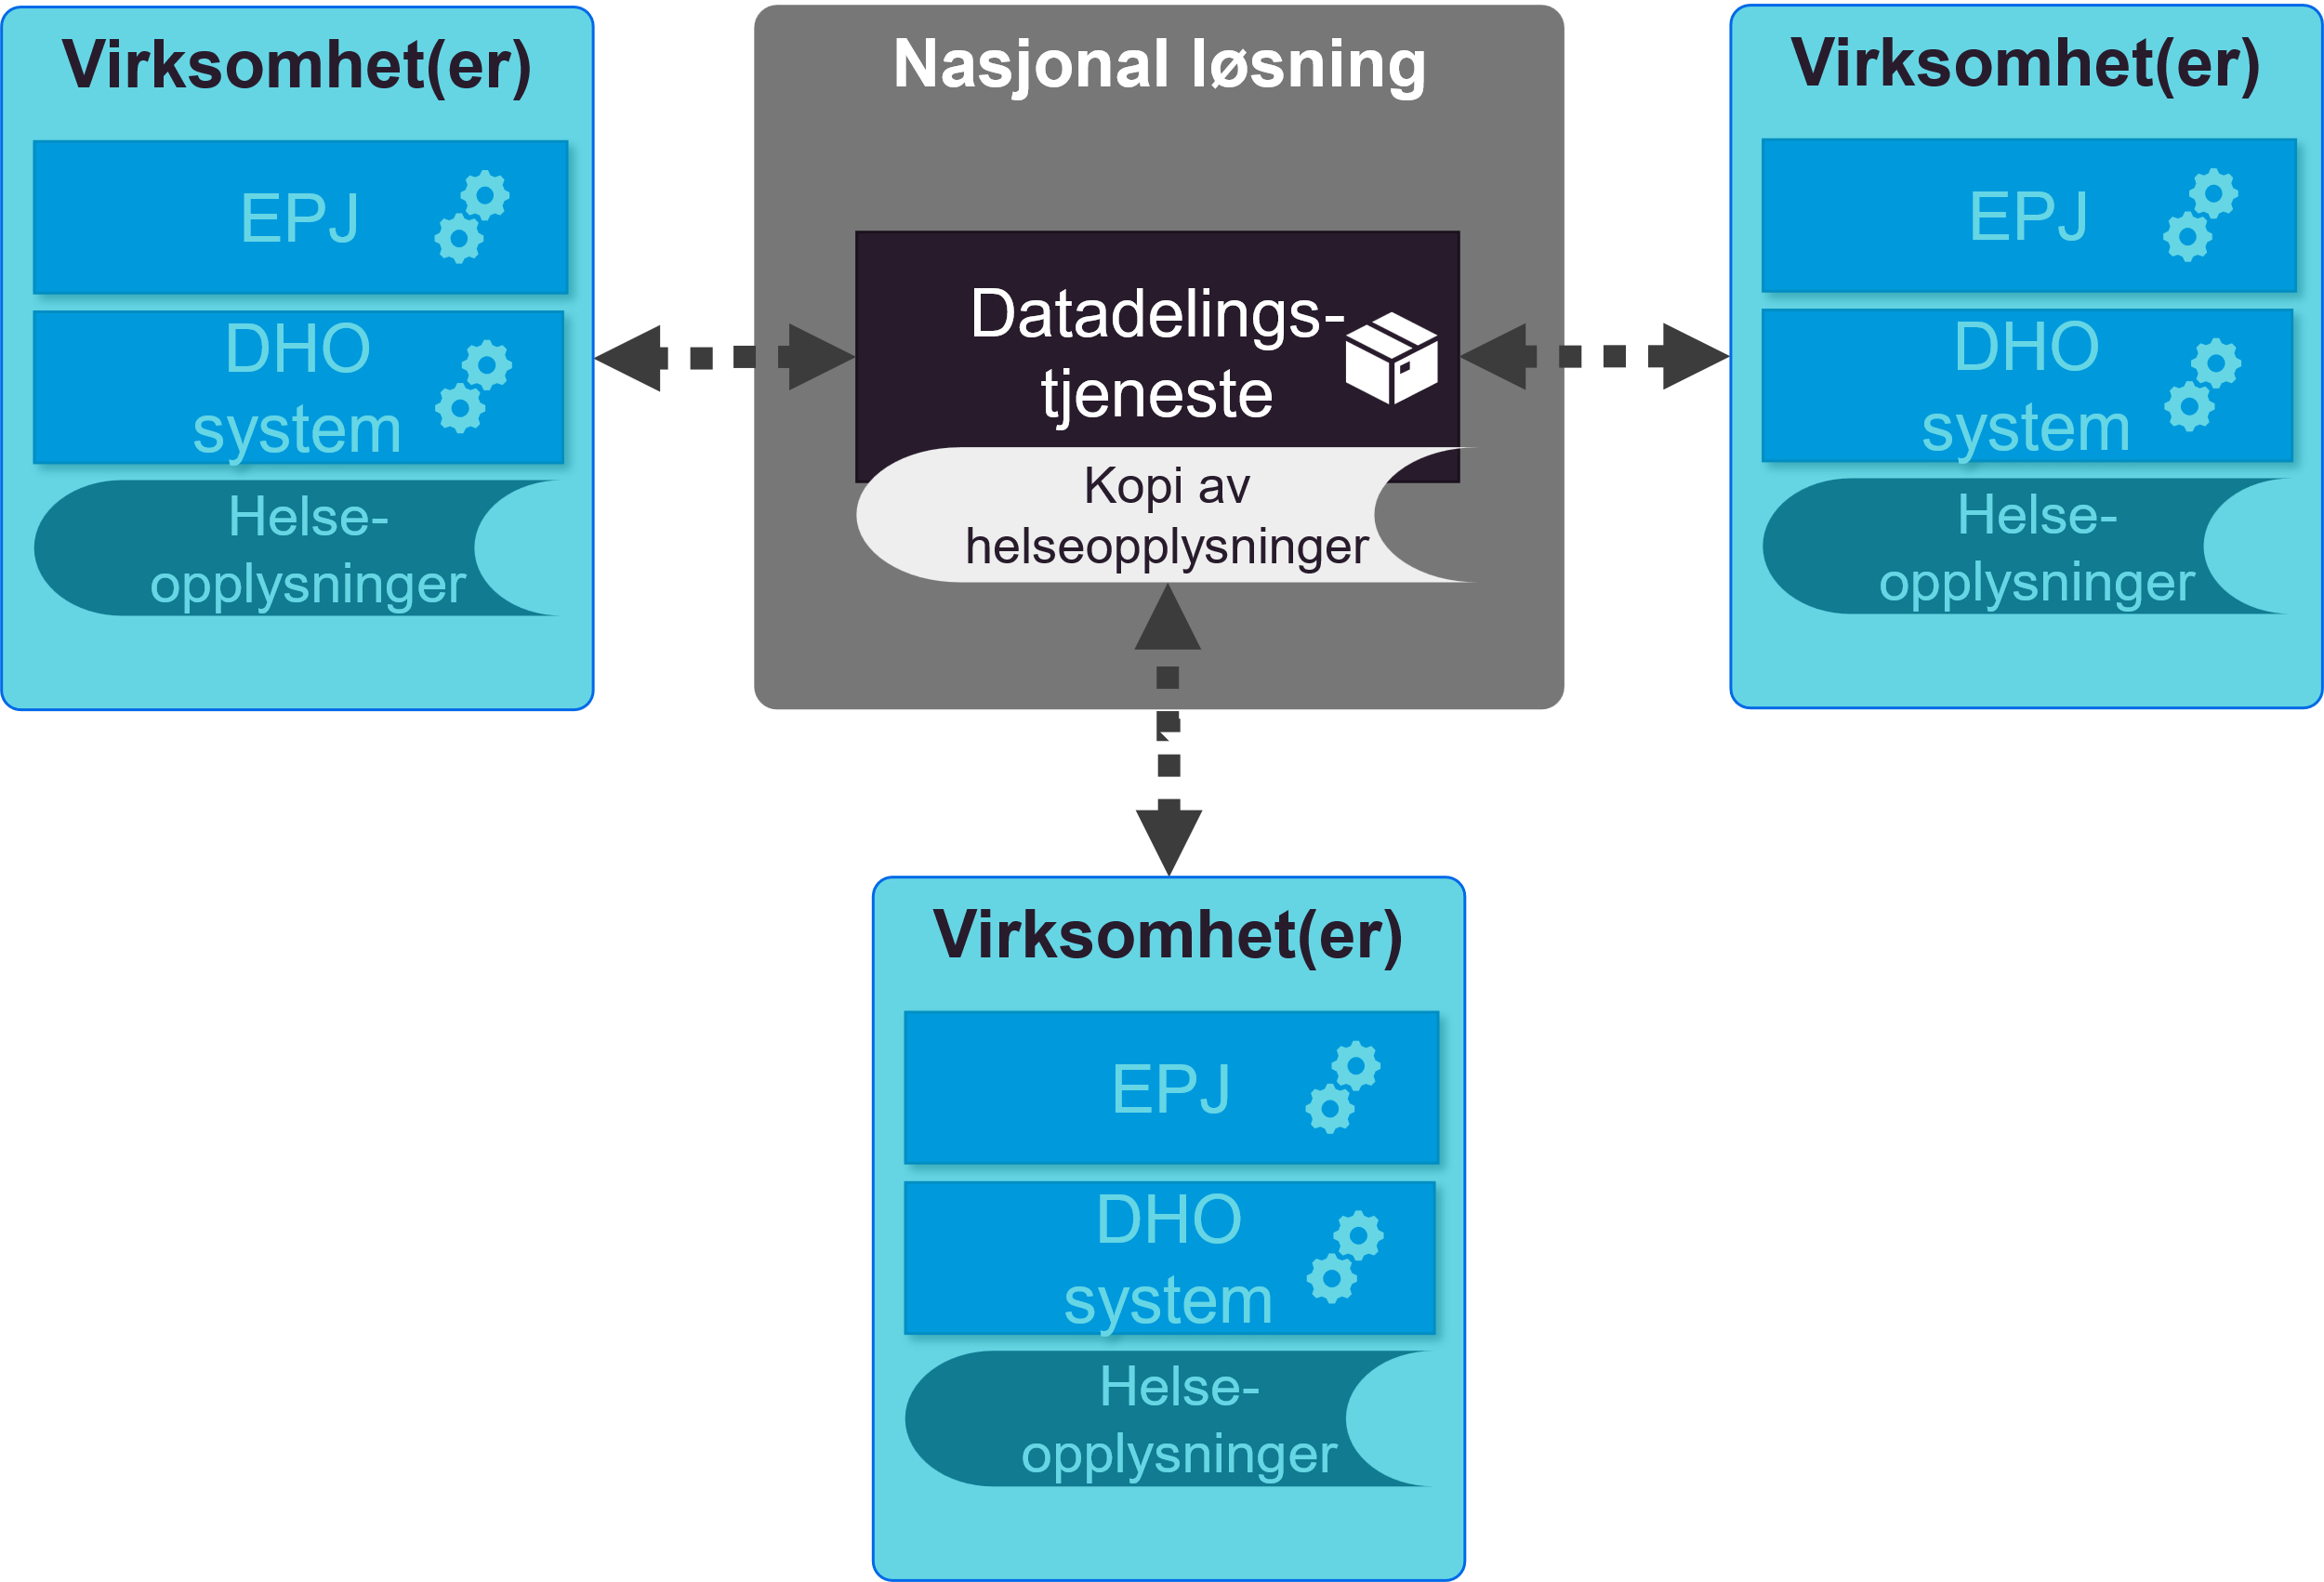 Virksomhet(er)
EPJ
DHO
system
Helse-
opplysninger
Nasjonal løsning
Datadelings-
tjeneste
Kopi av
helseopplysninger
Virksomhet(er)
EPJ
DHO
system
Helse-
opplysninger
Virksomhet(er)
EPJ
DHO
system
Helse-
opplysninger